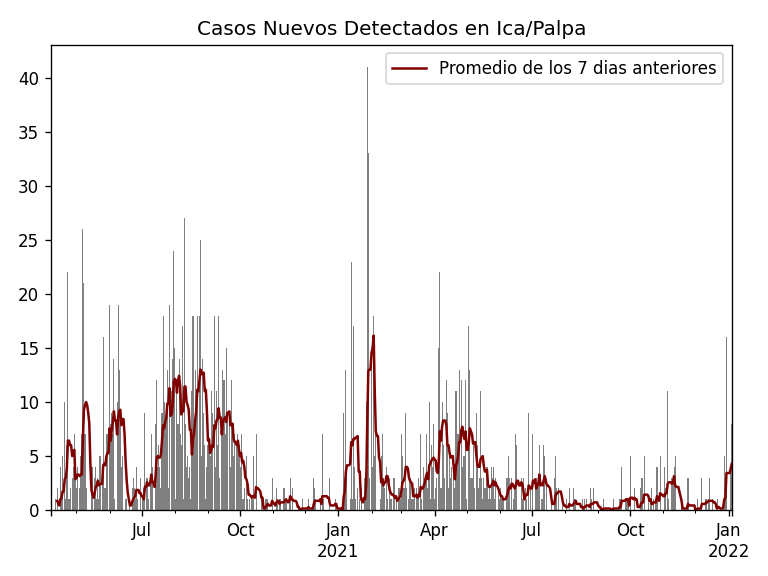 Casos Nuevos Detectados en Ica/Palpa
Promedio de los 7 dias anteriores
40
35
30
25
20
15
10
5
0
Jul
Oct
Jan
2021
Apr
Jul
Oct
Jan
2022